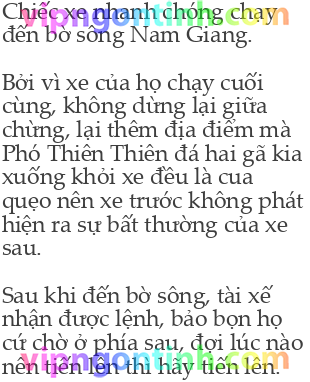 Chiếc xe nhanh chóng chạy
đến bờ sông Nam Giang.
Bởi vì xe của họ chạy cuối
cùng, không dừng lại giữa
chừng, lại thêm địa điểm mà
Phó Thiên Thiên đá hai gã kia
xuống khỏi xe đều là cua
quẹo nên xe trước không phát
hiện ra sự bất thường của xe
sau.
Sau khi đến bờ sông, tài xế
nhận được lệnh, bảo bọn họ
cứ chờ ở phía sau, đợi lúc nào
nên tiến lên thì hãy tiến lên.
vipngontinh.com
vipngontinh.com